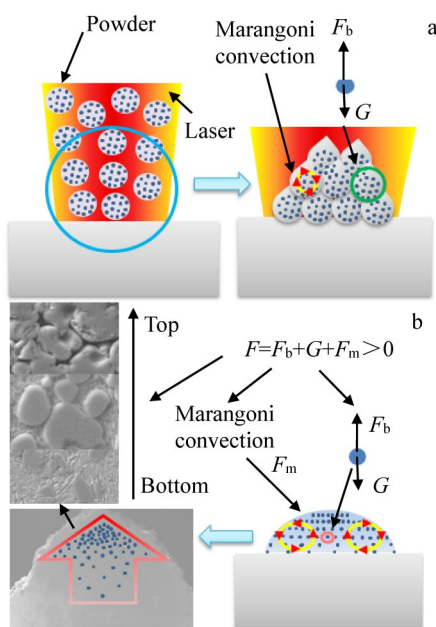 Powder
Marangoni
convection
F_b
a
Laser
G
Top
b
F=F_b+G+F_m>0
Marangoni
convection
F_b
F_m
G
Bottom